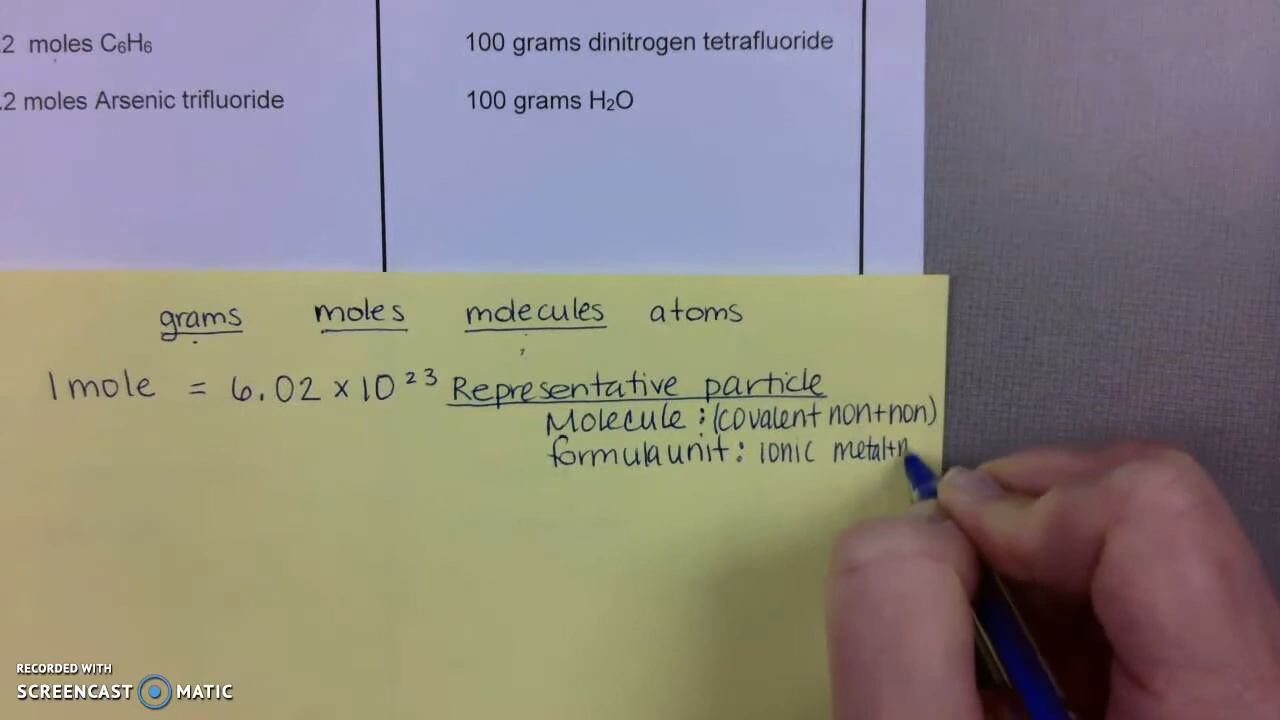 2 moles C₆H₆
100 grams dinitrogen tetrafluoride
.2 moles Arsenic trifluoride
100 grams H₂O
grams moles molecules atoms
1 mole = 6.02 x 10²³ Representative particle
Molecule : (covalent non+non)
formula unit : ionic metal+n
RECORDED WITH
SCREENCAST MATIC